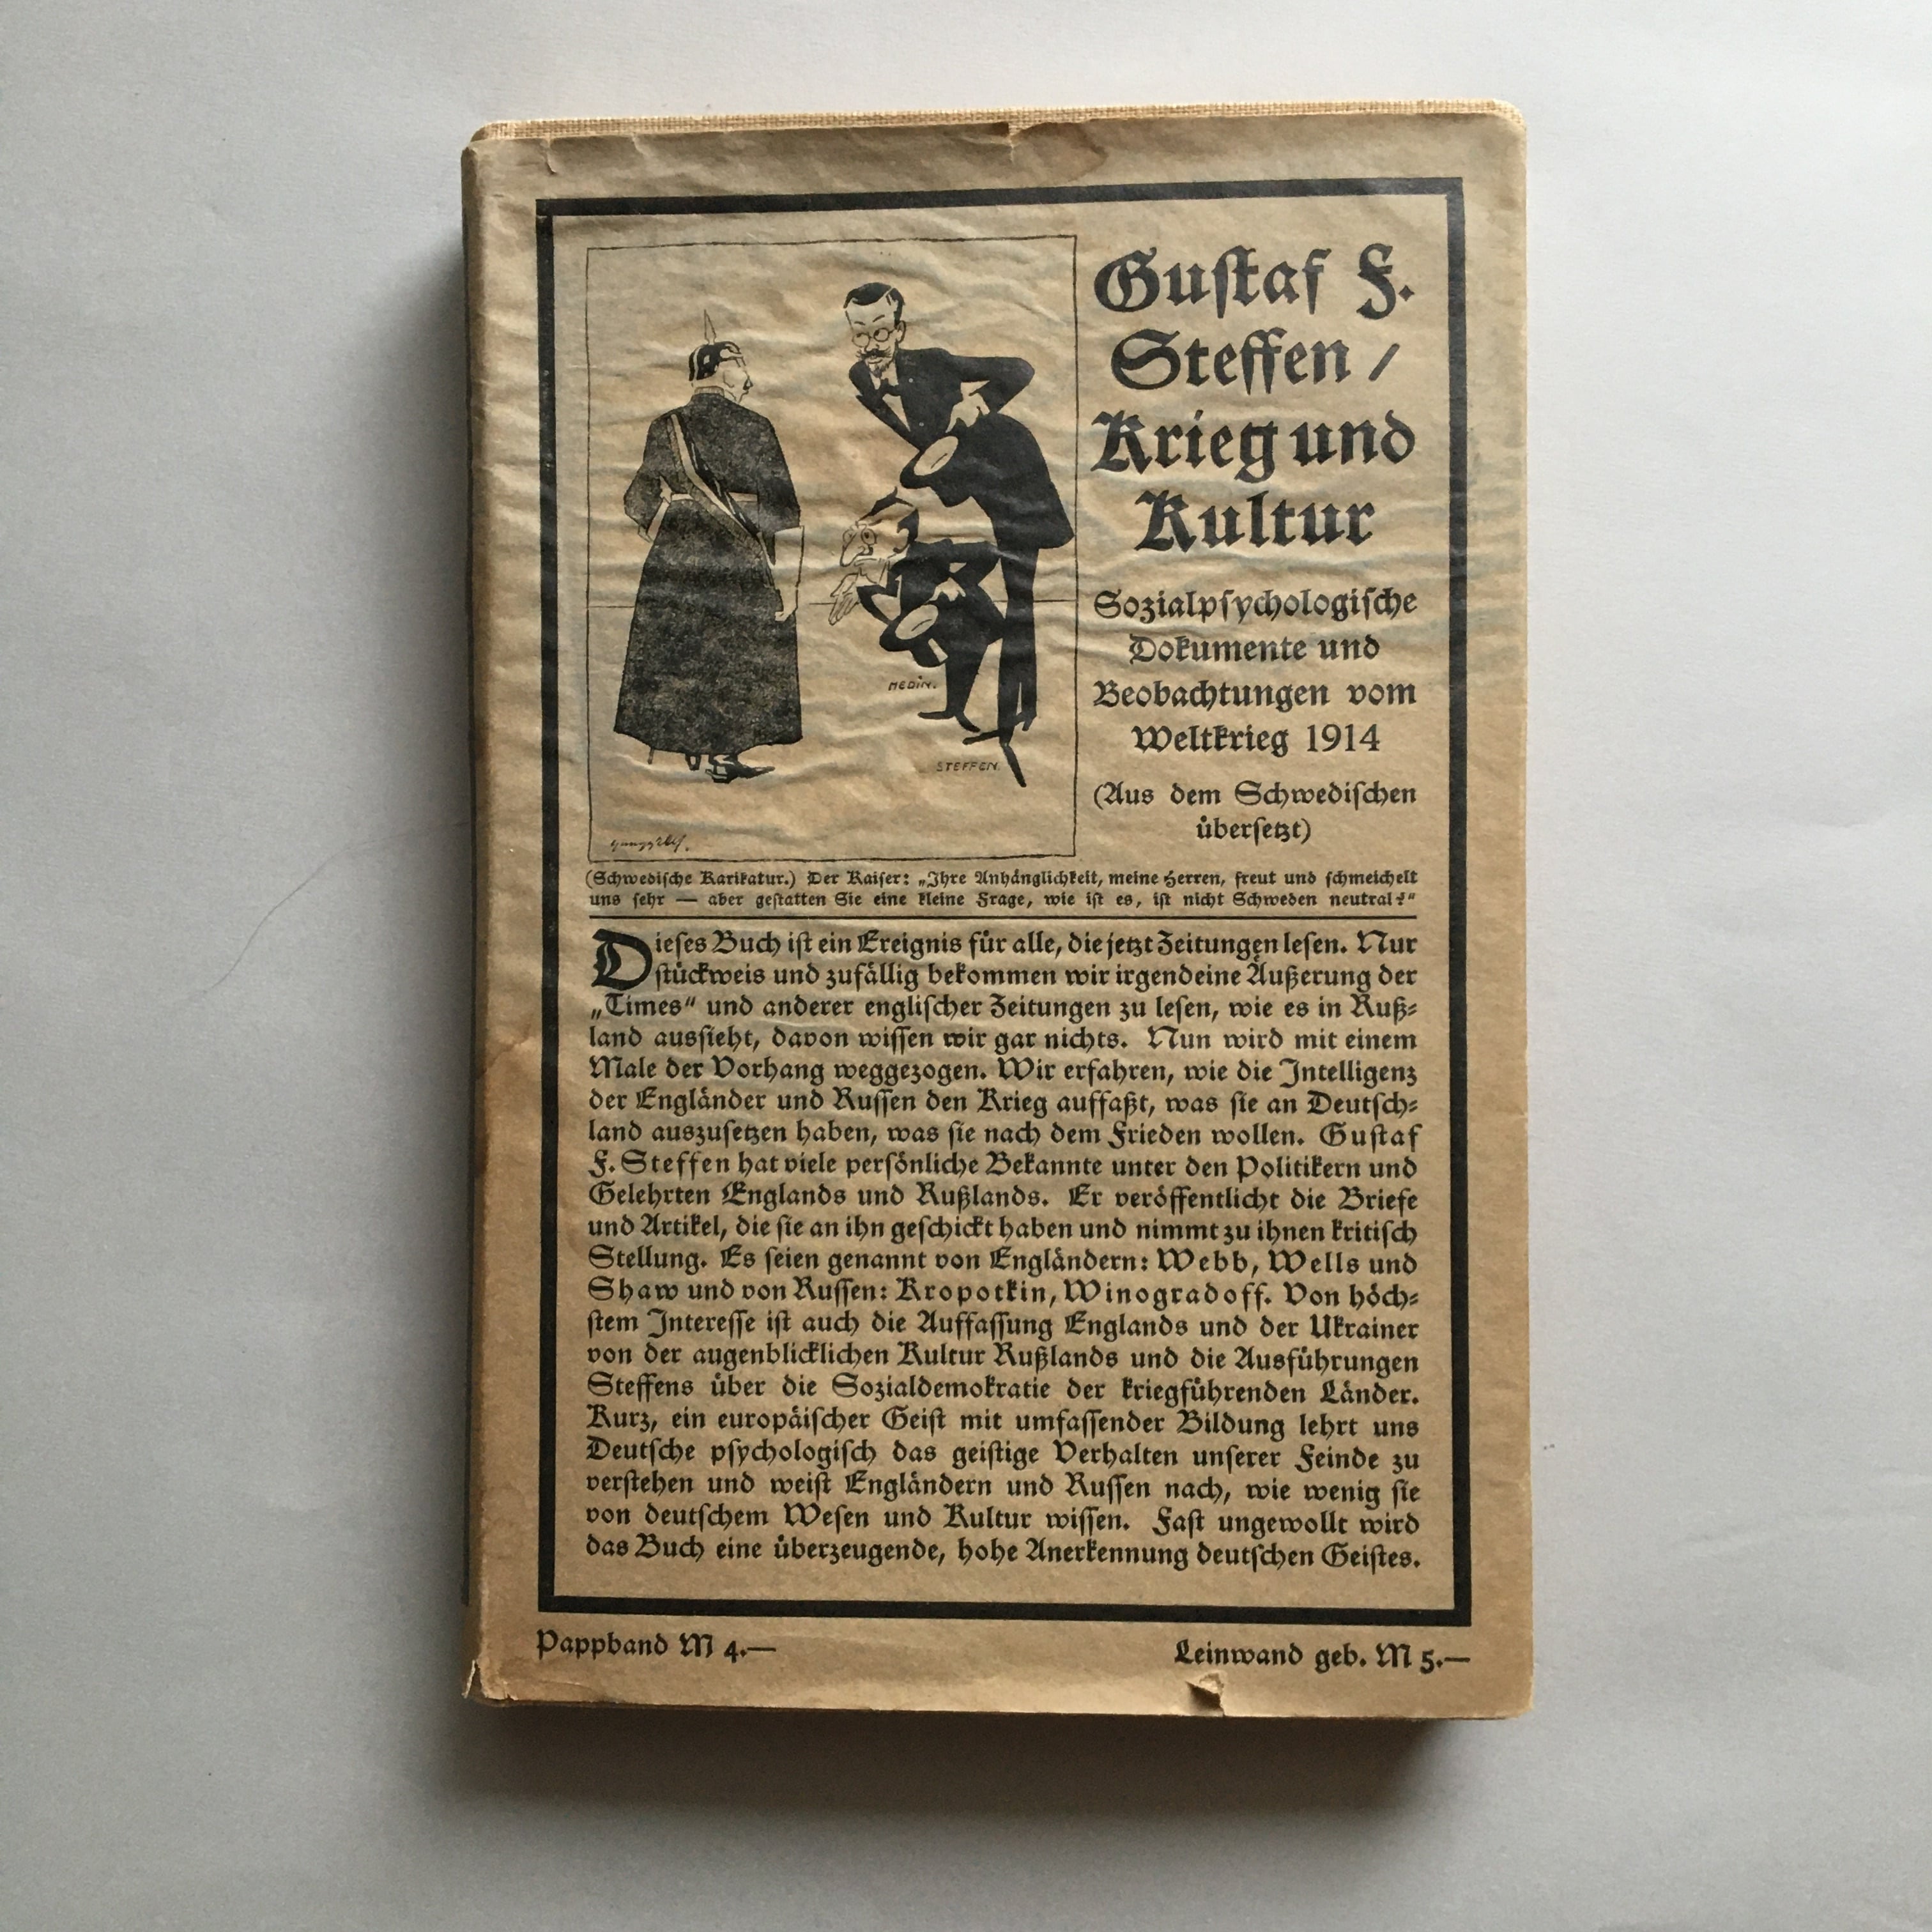 Guſtaf F.
Steffen /
Krieg und
Kultur
Sozialpſychologiſche
Dokumente und
Beobachtungen vom
Weltkrieg 1914
(Aus dem Schwediſchen
überſetzt)
HEDIN.
STEFFEN.
(Schwediſche Karikatur.) Der Kaiſer: „Ihre Anhänglichkeit, meine Herren, freut und ſchmeichelt
uns ſehr — aber geſtatten Sie eine kleine Frage, wie iſt es, iſt nicht Schweden neutral?“
Dieſes Buch iſt ein Ereignis für alle, die jetzt Zeitungen leſen. Nur
ſtückweis und zufällig bekommen wir irgendeine Äußerung der
„Times“ und anderer engliſcher Zeitungen zu leſen, wie es in Ruß-
land ausſieht, davon wiſſen wir gar nichts. Nun wird mit einem
Male der Vorhang weggezogen. Wir erfahren, wie die Intelligenz
der Engländer und Ruſſen den Krieg auffaßt, was ſie an Deutſch-
land auszuſetzen haben, was ſie nach dem Frieden wollen. Guſtaf
F. Steffen hat viele perſönliche Bekannte unter den Politikern und
Gelehrten Englands und Rußlands. Er veröffentlicht die Briefe
und Artikel, die ſie an ihn geſchickt haben und nimmt zu ihnen kritiſch
Stellung. Es ſeien genannt von Engländern: Webb, Wells und
Shaw und von Ruſſen: Kropotkin, Winogradoff. Von höch-
ſtem Intereſſe iſt auch die Auffaſſung Englands und der Ukrainer
von der augenblicklichen Kultur Rußlands und die Ausführungen
Steffens über die Sozialdemokratie der kriegführenden Länder.
Kurz, ein europäiſcher Geiſt mit umfaſſender Bildung lehrt uns
Deutſche pſychologiſch das geiſtige Verhalten unſerer Feinde zu
verſtehen und weiſt Engländern und Ruſſen nach, wie wenig ſie
von deutſchem Weſen und Kultur wiſſen. Faſt ungewollt wird
das Buch eine überzeugende, hohe Anerkennung deutſchen Geiſtes.
Pappband M 4.—
Leinwand geb. M 5.—